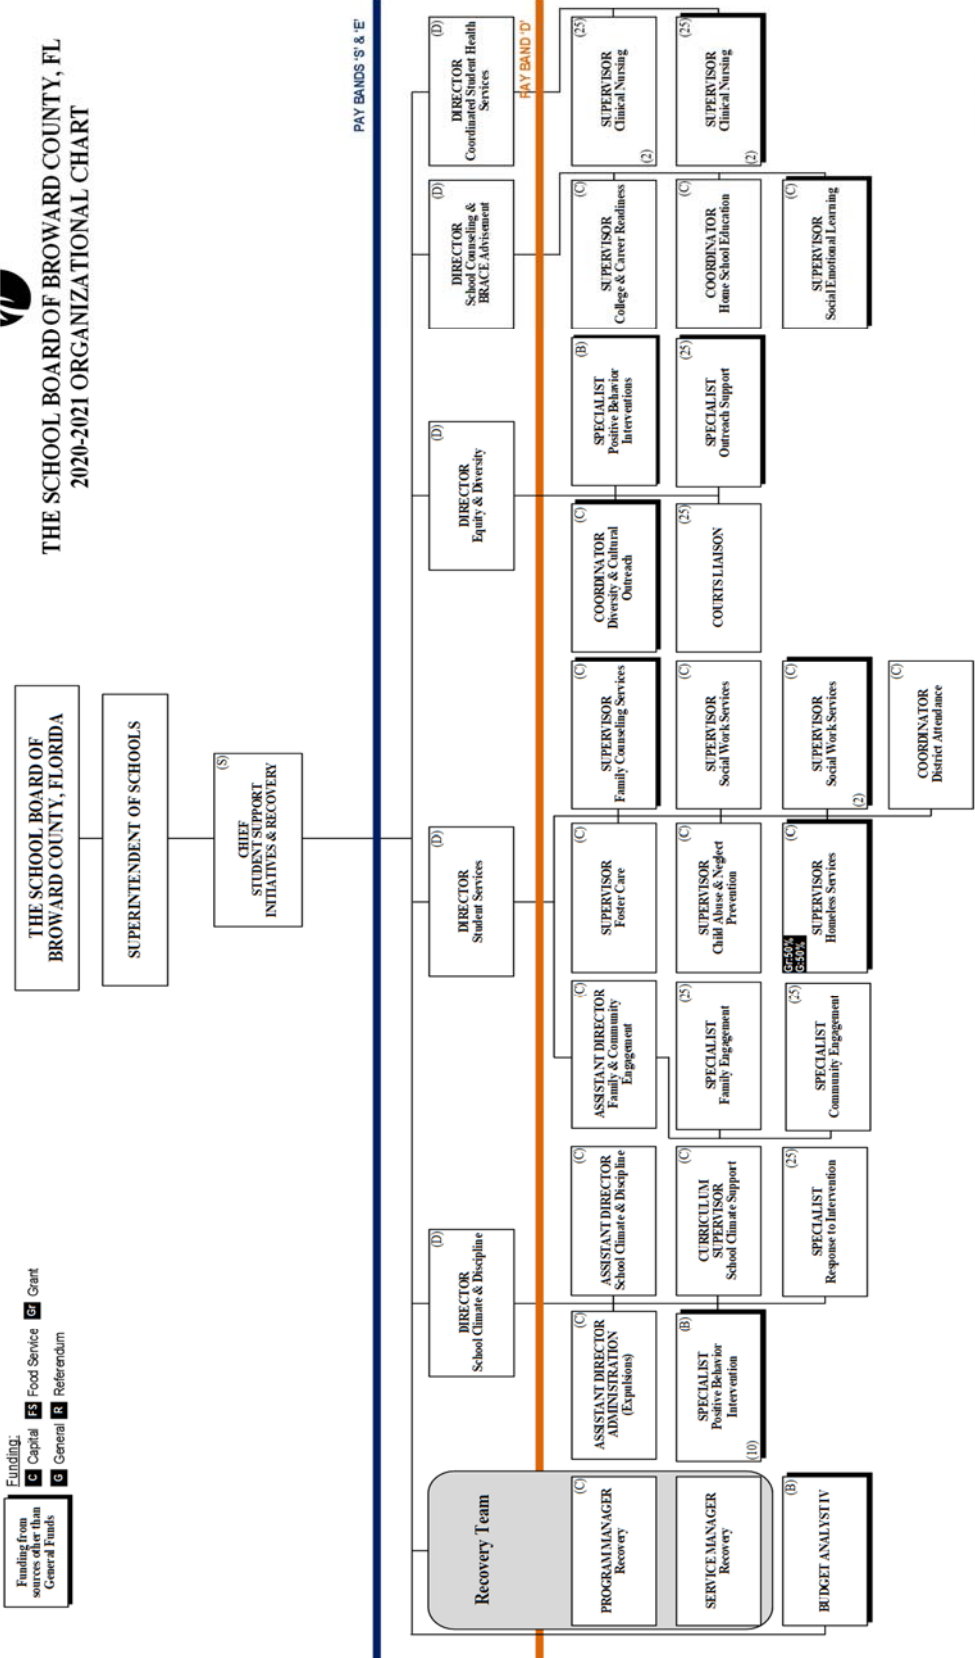 THE SCHOOL BOARD OF BROWARD COUNTY, FL
2020-2021 ORGANIZATIONAL CHART
Funding from
sources other than
General Funds
Funding:
C Capital FS Food Service Gr Grant
G General R Referendum
THE SCHOOL BOARD OF
BROWARD COUNTY, FLORIDA
SUPERINTENDENT OF SCHOOLS
(S)
CHIEF
STUDENT SUPPORT
INITIATIVES & RECOVERY
PAY BANDS 'S' & 'E'
Recovery Team
(D)
DIRECTOR
School Climate & Discipline
(D)
DIRECTOR
Student Services
(D)
DIRECTOR
Equity & Diversity
(D)
DIRECTOR
School Counseling &
BRACE Advisement
(D)
DIRECTOR
Coordinated Student Health
Services
PAY BAND 'D'
(C)
PROGRAM MANAGER
Recovery
(C)
ASSISTANT DIRECTOR
ADMINISTRATION
(Expulsions)
(C)
ASSISTANT DIRECTOR
School Climate & Discipline
(C)
ASSISTANT DIRECTOR
Family & Community
Engagement
(C)
SUPERVISOR
Foster Care
(C)
SUPERVISOR
Family Counseling Services
(C)
COORDINATOR
Diversity & Cultural
Outreach
(B)
SPECIALIST
Positive Behavior
Interventions
(C)
SUPERVISOR
College & Career Readiness
(25)
SUPERVISOR
Clinical Nursing
(2)
SERVICE MANAGER
Recovery
(B)
SPECIALIST
Positive Behavior
Intervention
(10)
(C)
CURRICULUM
SUPERVISOR
School Climate Support
(25)
SPECIALIST
Family Engagement
(C)
SUPERVISOR
Child Abuse & Neglect
Prevention
(C)
SUPERVISOR
Social Work Services
(25)
COURTS LIAISON
(25)
SPECIALIST
Outreach Support
(C)
COORDINATOR
Home School Education
(25)
SUPERVISOR
Clinical Nursing
(2)
(B)
BUDGET ANALYST IV
(25)
SPECIALIST
Response to Intervention
(25)
SPECIALIST
Community Engagement
Gr:50%
G:50%
(C)
SUPERVISOR
Homeless Services
(C)
SUPERVISOR
Social Work Services
(2)
(C)
SUPERVISOR
Social Emotional Learning
(C)
COORDINATOR
District Attendance